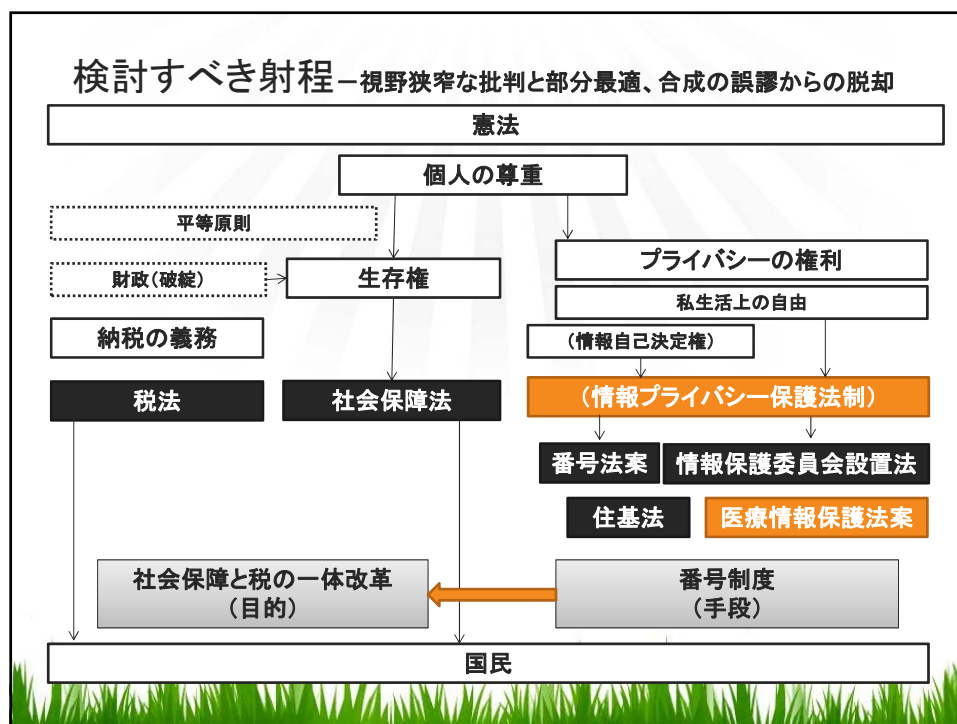 検討すべき射程－視野狭窄な批判と部分最適、合成の誤謬からの脱却
憲法
個人の尊重
平等原則
プライバシーの権利
財政（破綻）
生存権
私生活上の自由
納税の義務
（情報自己決定権）
税法
社会保障法
（情報プライバシー保護法制）
番号法案
情報保護委員会設置法
住基法
医療情報保護法案
社会保障と税の一体改革
（目的）
番号制度
（手段）
国民